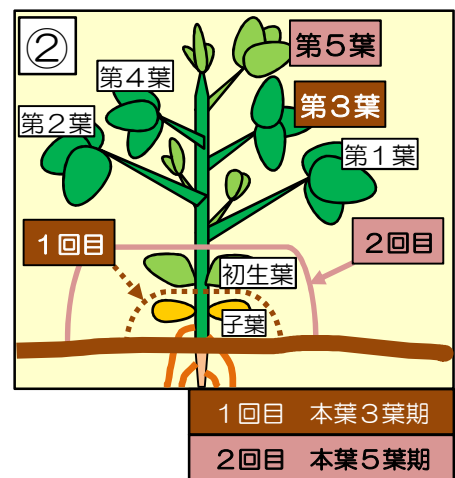 ②
第5葉
第4葉
第3葉
第2葉
第1葉
1回目
2回目
初生葉
子葉
1回目 本葉3葉期
2回目 本葉5葉期